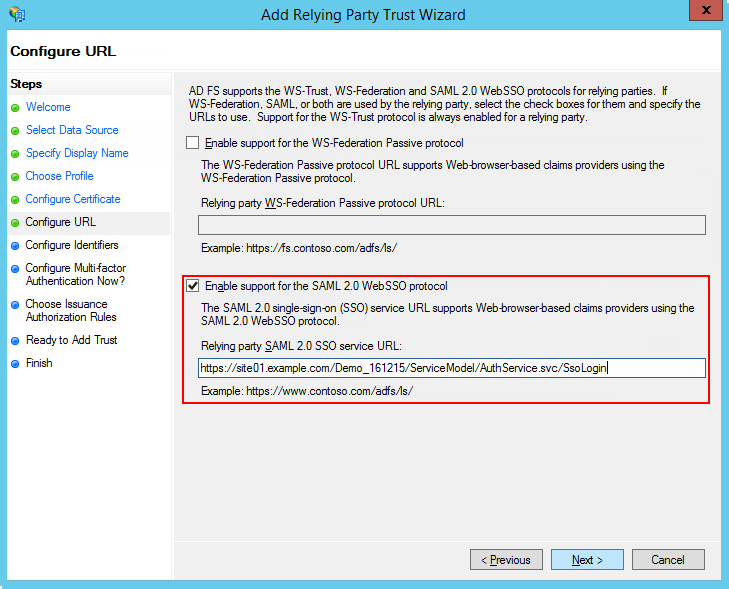 Add Relying Party Trust Wizard
X
Configure URL
Steps
Welcome
Select Data Source
Specify Display Name
Choose Profile
Configure Certificate
Configure URL
Configure Identifiers
Configure Multi-factor
Authentication Now?
Choose Issuance
Authorization Rules
Ready to Add Trust
Finish
AD FS supports the WS-Trust, WS-Federation and SAML 2.0 WebSSO protocols for relying parties. If
WS-Federation, SAML, or both are used by the relying party, select the check boxes for them and specify the
URLs to use. Support for the WS-Trust protocol is always enabled for a relying party.
Enable support for the WS-Federation Passive protocol
The WS-Federation Passive protocol URL supports Web-browser-based claims providers using the
WS-Federation Passive protocol.
Relying party WS-Federation Passive protocol URL:
Example: https://fs.contoso.com/adfs/ls/
Enable support for the SAML 2.0 WebSSO protocol
The SAML 2.0 single-sign-on (SSO) service URL supports Web-browser-based claims providers using the
SAML 2.0 WebSSO protocol.
Relying party SAML 2.0 SSO service URL:
https://site01.example.com/Demo_161215/ServiceModel/AuthService.svc/SsoLogin
Example: https://www.contoso.com/adfs/ls/
< Previous
Next >
Cancel